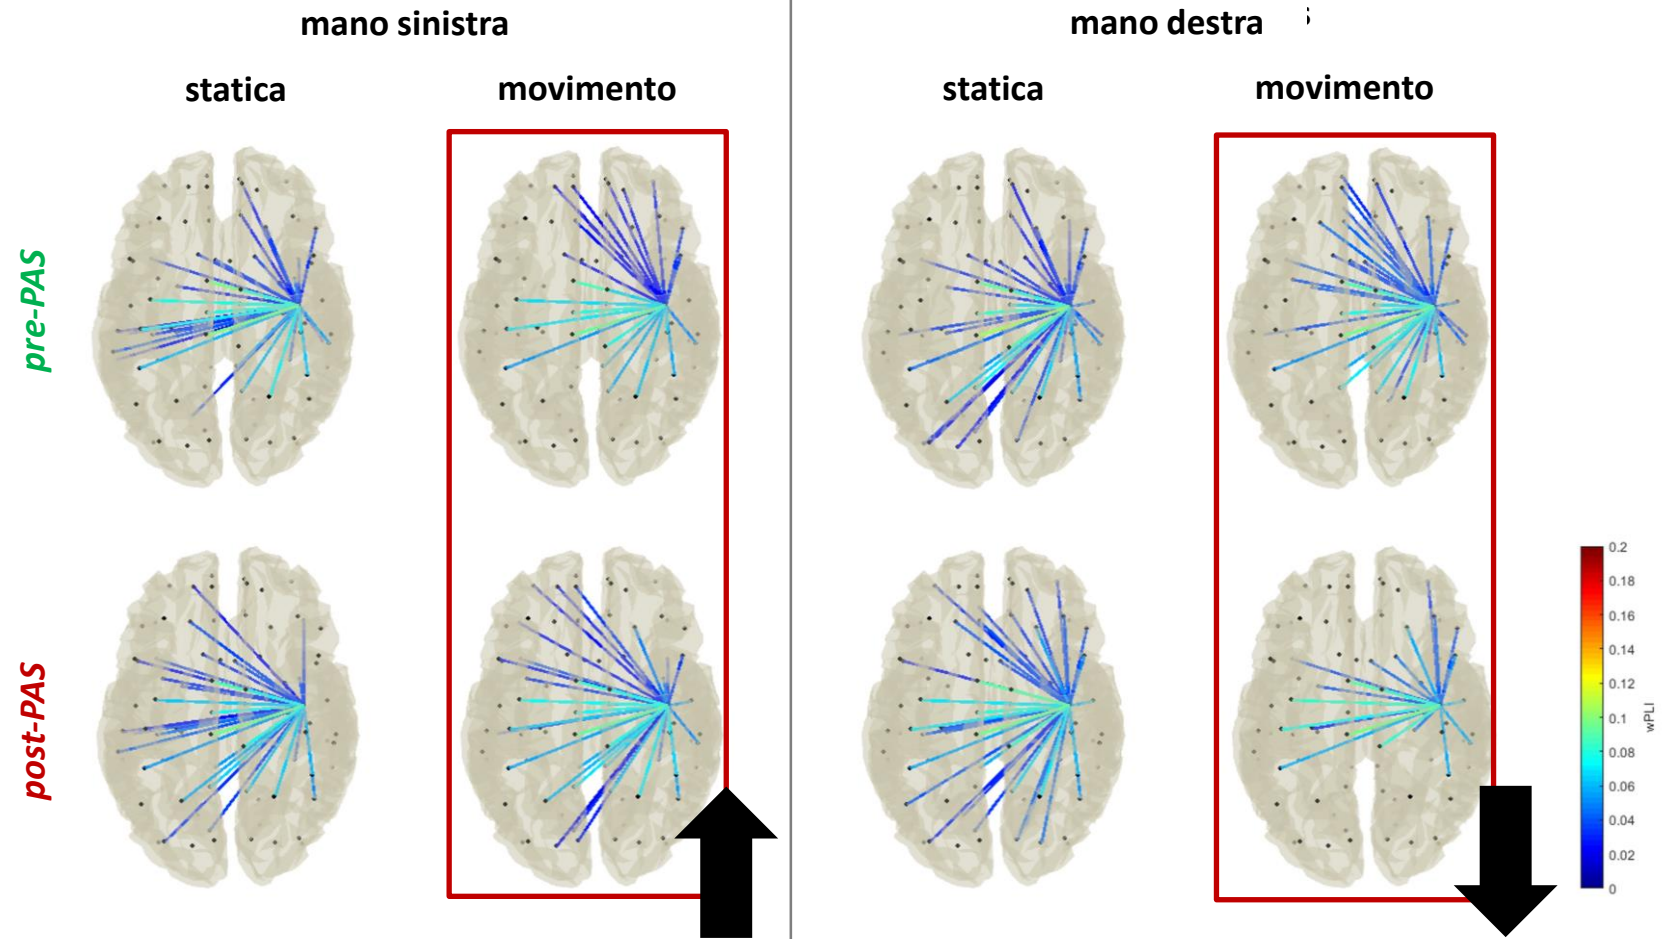 mano sinistra
mano destra
statica
movimento
statica
movimento
pre-PAS
post-PAS
0.2
0.18
0.16
0.14
0.12
0.1
0.08
0.06
0.04
0.02
0
wPLI